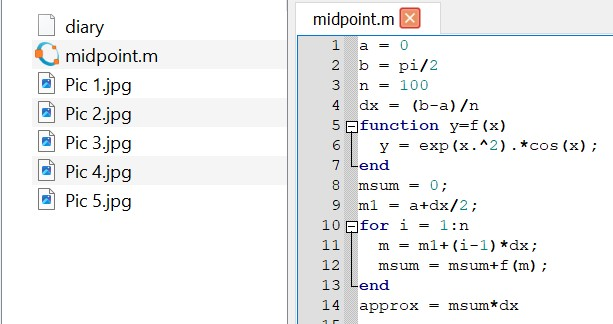 diary
midpoint.m
Pic 1.jpg
Pic 2.jpg
Pic 3.jpg
Pic 4.jpg
Pic 5.jpg
midpoint.m
1 a = 0
2 b = pi/2
3 n = 100
4 dx = (b-a)/n
5 function y=f(x)
6 y = exp(x.^2).*cos(x);
7 end
8 msum = 0;
9 m1 = a+dx/2;
10 for i = 1:n
11 m = m1+(i-1)*dx;
12 msum = msum+f(m);
13 end
14 approx = msum*dx